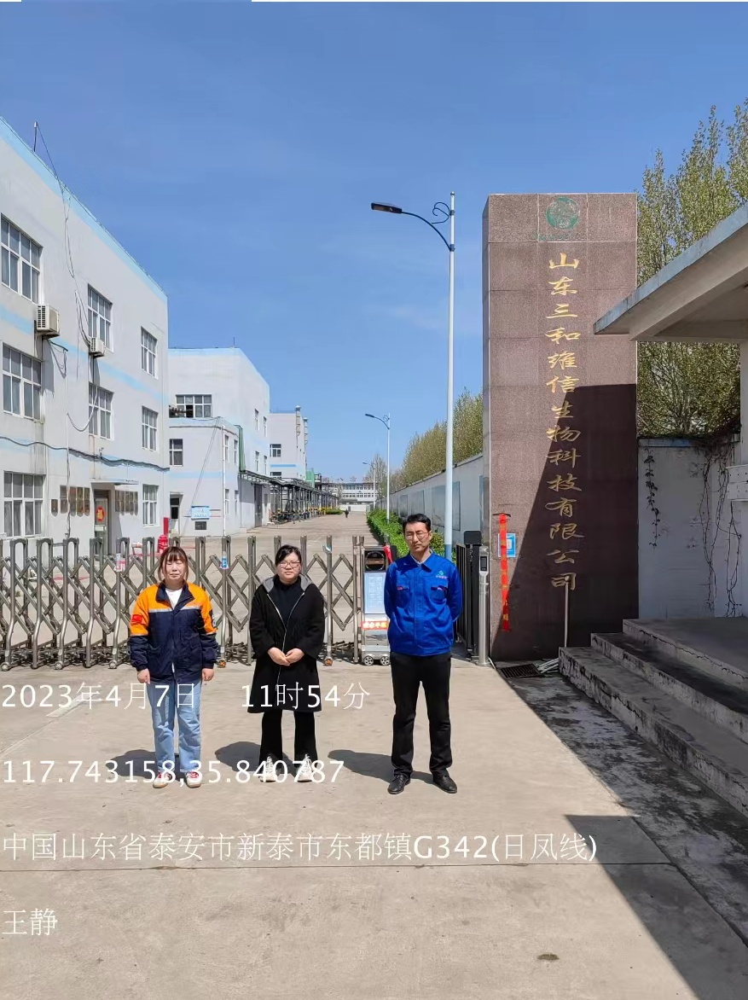 山东三和维信生物科技有限公司
2023年4月7日 11时54分
117.743158,35.840787
中国山东省泰安市新泰市东都镇G342(日凤线)
王静